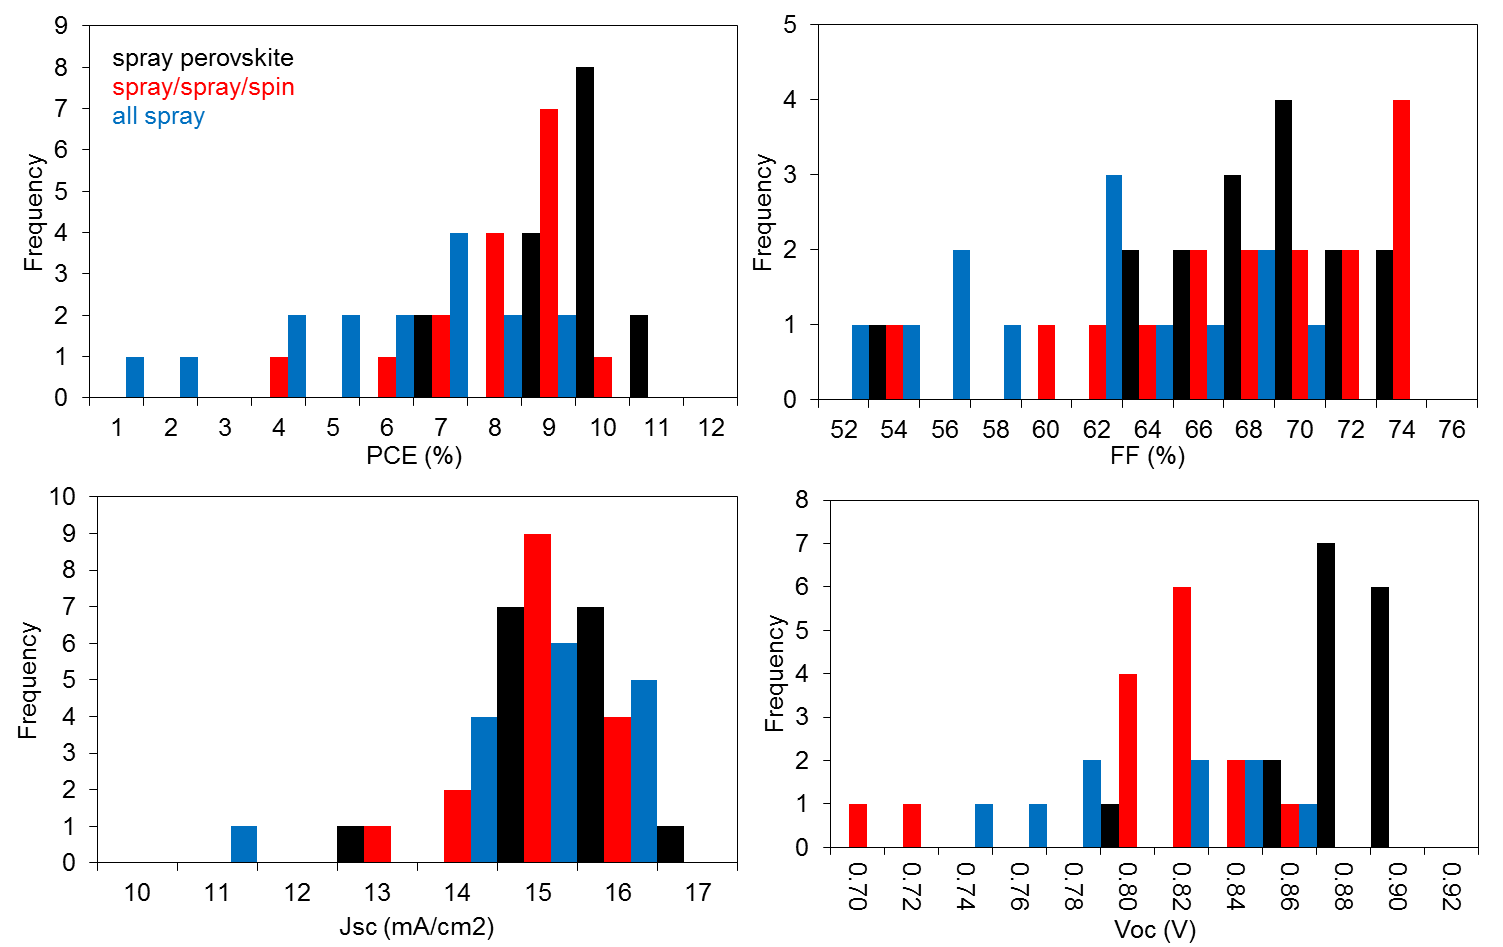 9
8
7
6
5
4
3
2
1
0
Frequency
spray perovskite
spray/spray/spin
all spray
1 2 3 4 5 6 7 8 9 10 11 12
PCE (%)
5
4
3
2
1
0
Frequency
52 54 56 58 60 62 64 66 68 70 72 74 76
FF (%)
10
9
8
7
6
5
4
3
2
1
0
Frequency
10 11 12 13 14 15 16 17
Jsc (mA/cm2)
8
7
6
5
4
3
2
1
0
Frequency
0.70 0.72 0.74 0.76 0.78 0.80 0.82 0.84 0.86 0.88 0.90 0.92
Voc (V)